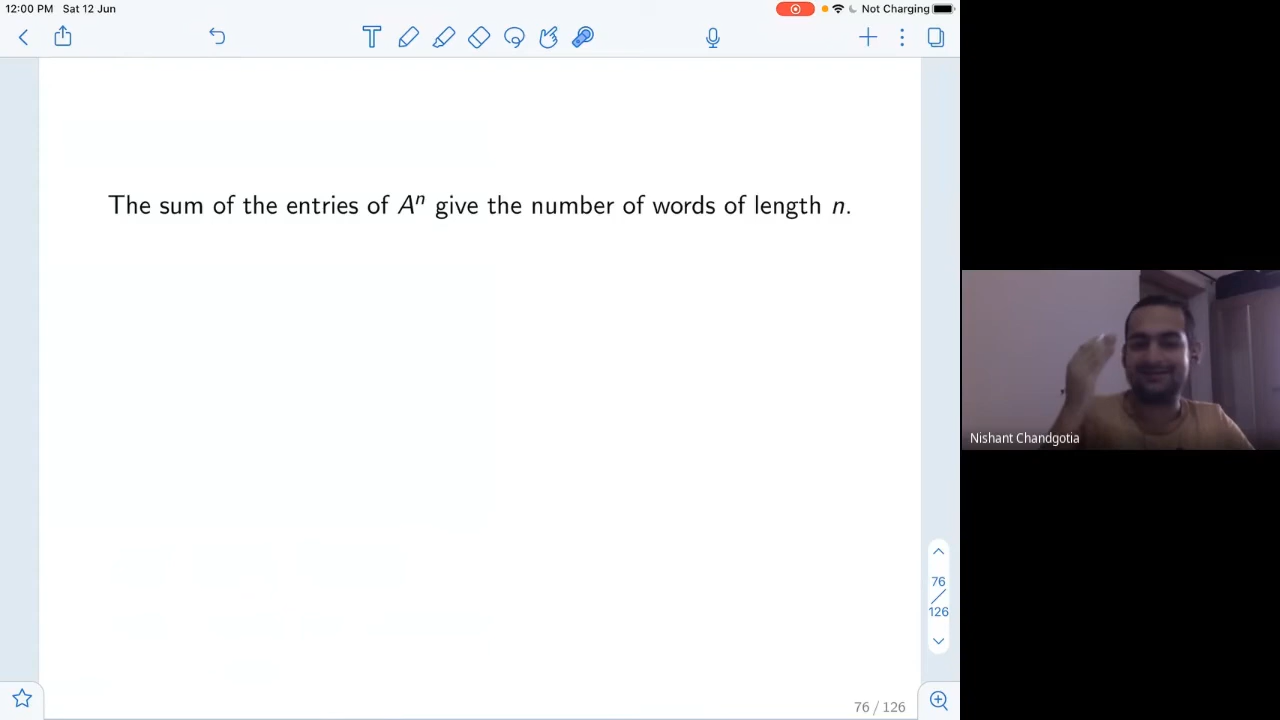 12:00 PM Sat 12 Jun
Not Charging
The sum of the entries of Aⁿ give the number of words of length n.
Nishant Chandgotia
76
126
76 / 126